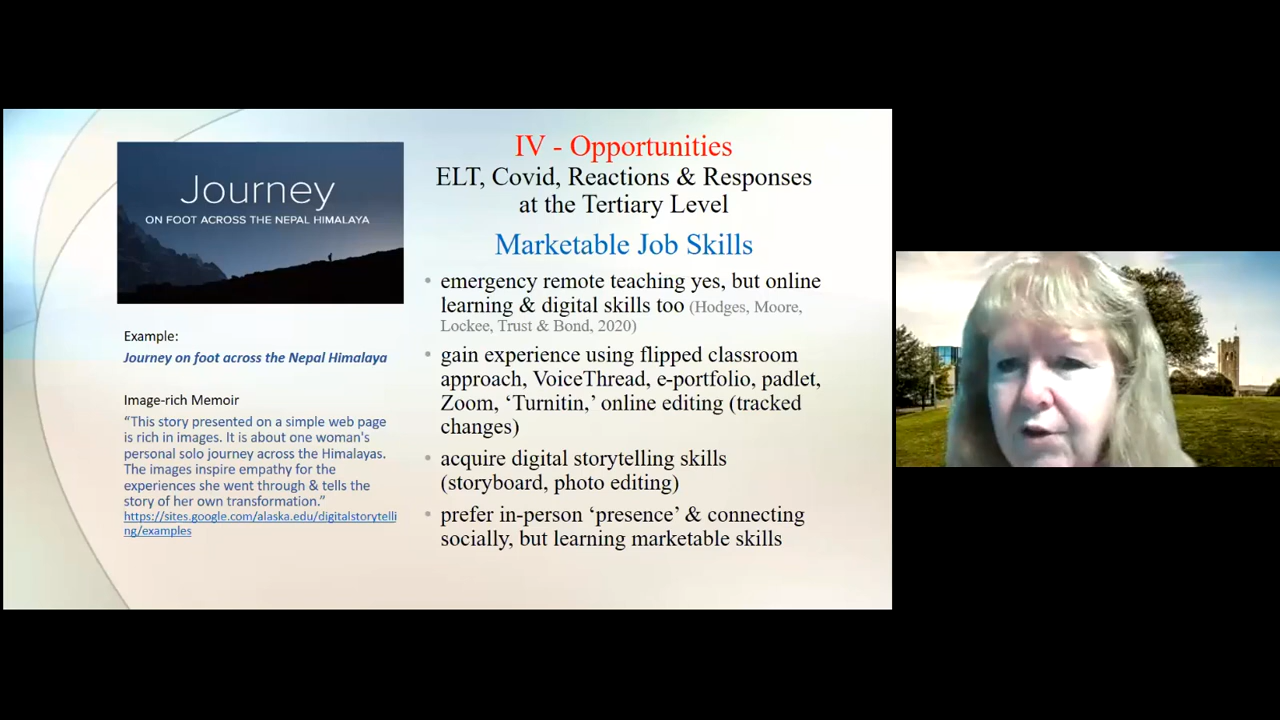 Journey
ON FOOT ACROSS THE NEPAL HIMALAYA
Example:
Journey on foot across the Nepal Himalaya
Image-rich Memoir
“This story presented on a simple web page
is rich in images. It is about one woman's
personal solo journey across the Himalayas.
The images inspire empathy for the
experiences she went through & tells the
story of her own transformation.”
https://sites.google.com/alaska.edu/digitalstorytelli
ng/examples
IV - Opportunities
ELT, Covid, Reactions & Responses
at the Tertiary Level
Marketable Job Skills
• emergency remote teaching yes, but online
learning & digital skills too (Hodges, Moore,
Lockee, Trust & Bond, 2020)
• gain experience using flipped classroom
approach, VoiceThread, e-portfolio, padlet,
Zoom, ‘Turnitin,’ online editing (tracked
changes)
• acquire digital storytelling skills
(storyboard, photo editing)
• prefer in-person ‘presence’ & connecting
socially, but learning marketable skills